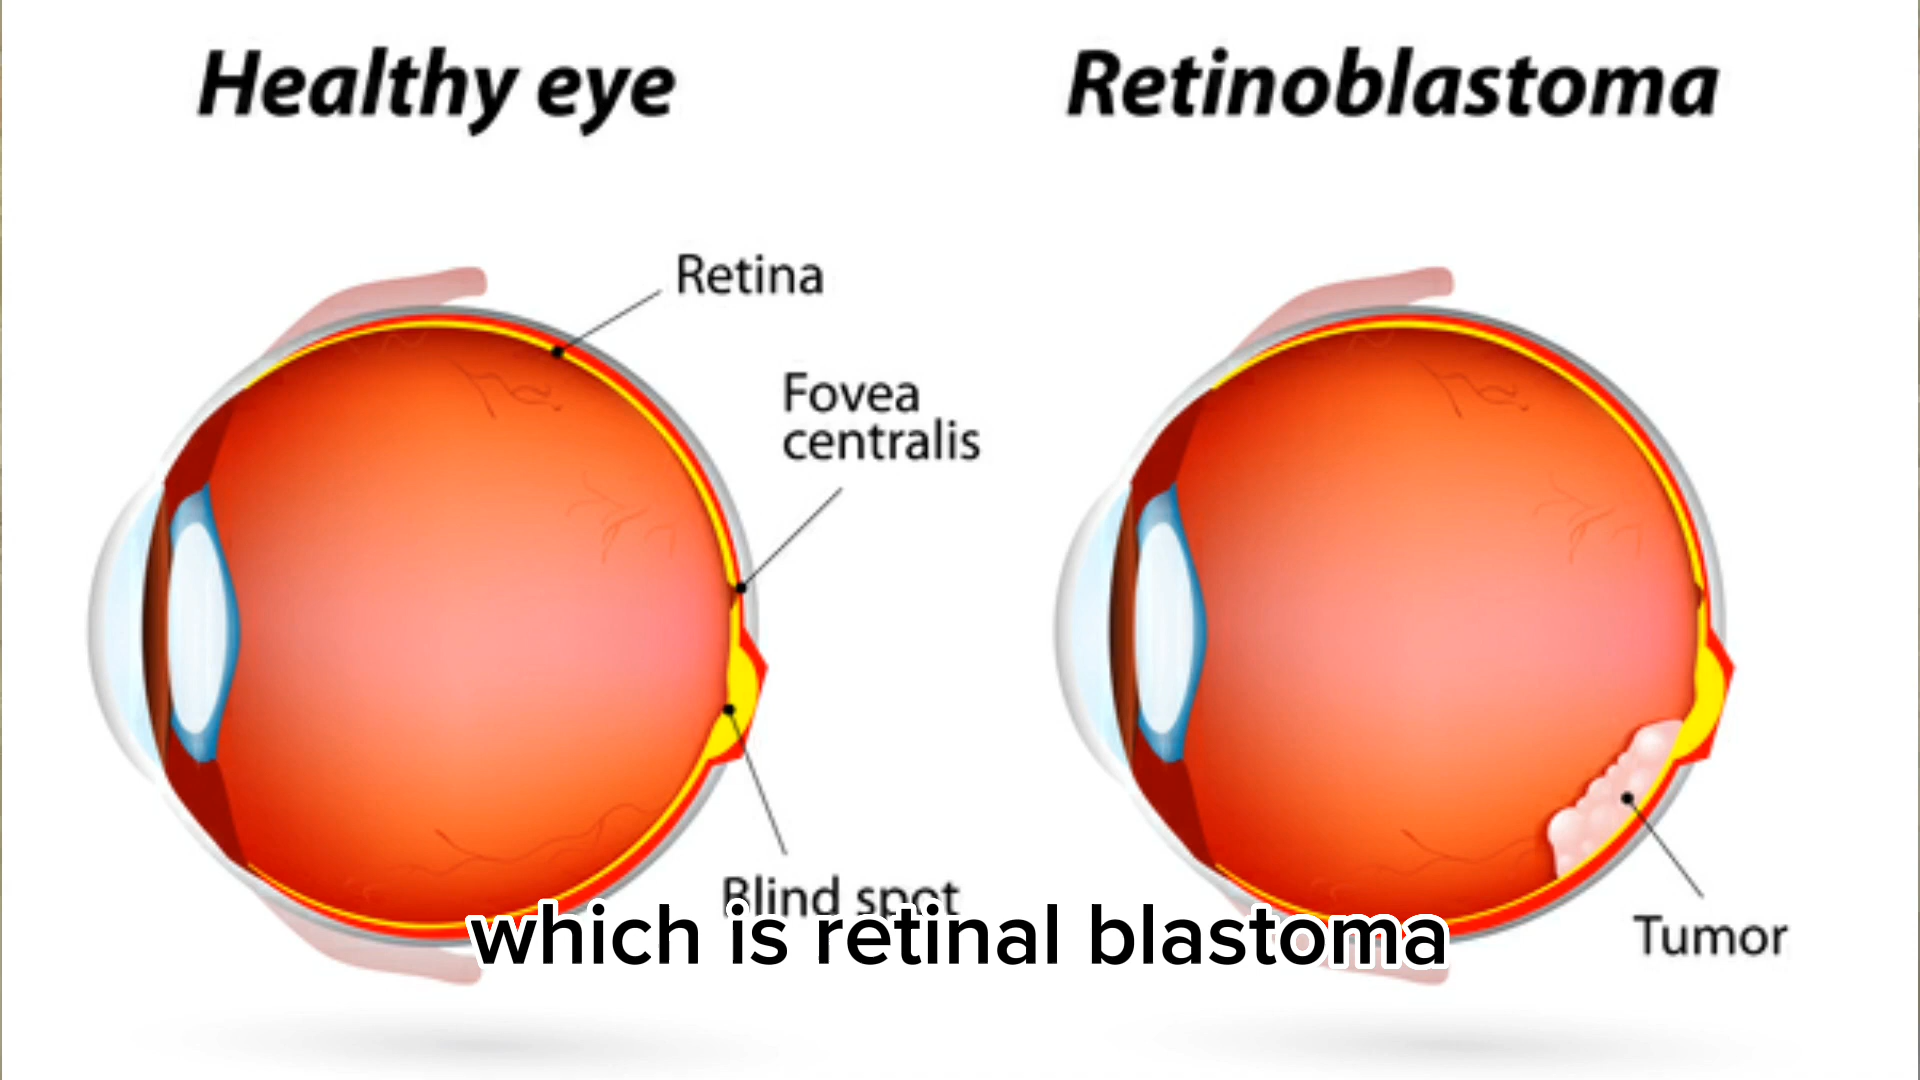 Healthy eye
Retinoblastoma
Retina
Fovea
centralis
Blind spot
Tumor
which is retinal blastoma